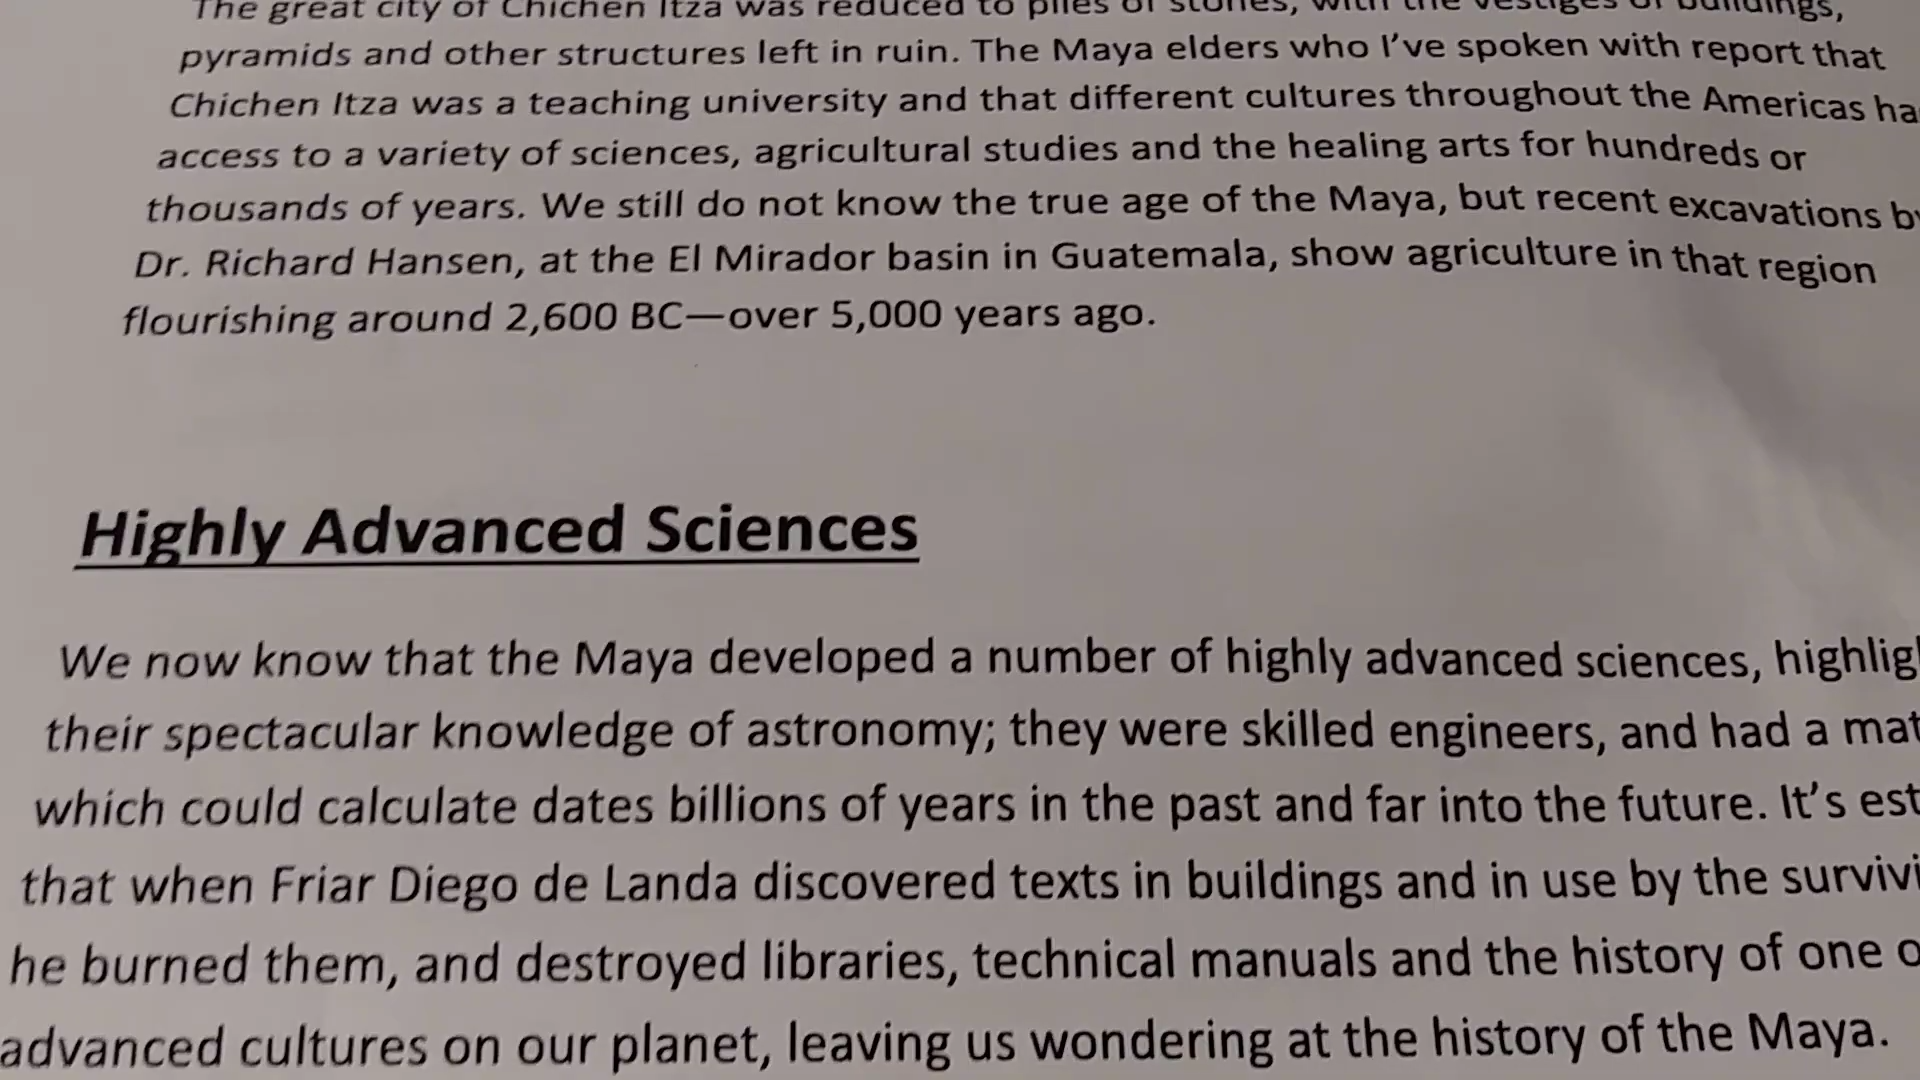 The great city of Chichen Itza was reduced to piles of stones, with the vestiges of buildings,
pyramids and other structures left in ruin. The Maya elders who I've spoken with report that
Chichen Itza was a teaching university and that different cultures throughout the Americas ha
access to a variety of sciences, agricultural studies and the healing arts for hundreds or
thousands of years. We still do not know the true age of the Maya, but recent excavations by
Dr. Richard Hansen, at the El Mirador basin in Guatemala, show agriculture in that region
flourishing around 2,600 BC—over 5,000 years ago.
Highly Advanced Sciences
We now know that the Maya developed a number of highly advanced sciences, highlig
their spectacular knowledge of astronomy; they were skilled engineers, and had a mat
which could calculate dates billions of years in the past and far into the future. It's est
that when Friar Diego de Landa discovered texts in buildings and in use by the survivi
he burned them, and destroyed libraries, technical manuals and the history of one o
advanced cultures on our planet, leaving us wondering at the history of the Maya.